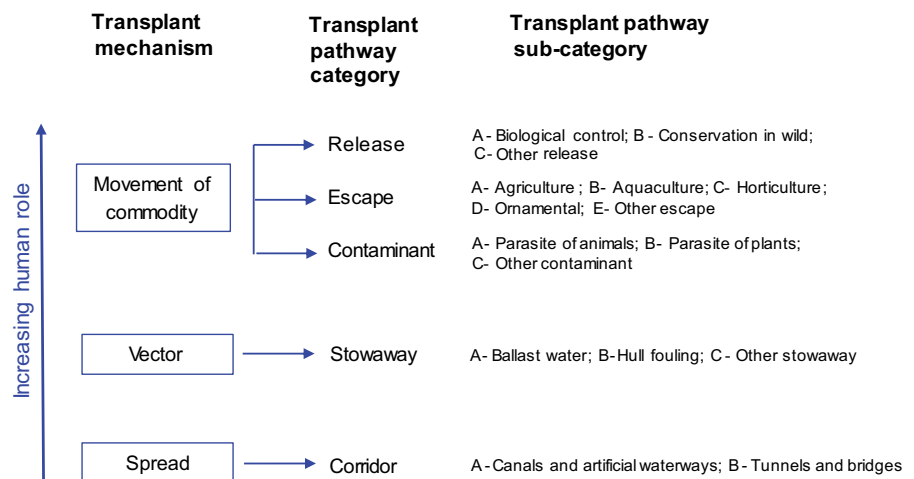 Transplant
mechanism
Transplant
pathway
category
Transplant pathway
sub-category
Increasing human role
Movement of
commodity
Release
A- Biological control; B - Conservation in wild;
C- Other release
Escape
A- Agriculture ; B- Aquaculture; C- Horticulture;
D- Ornamental; E- Other escape
Contaminant
A- Parasite of animals; B- Parasite of plants;
C- Other contaminant
Vector
Stowaway
A- Ballast water; B-Hull fouling; C - Other stowaway
Spread
Corridor
A -Canals and artificial waterways; B - Tunnels and bridges